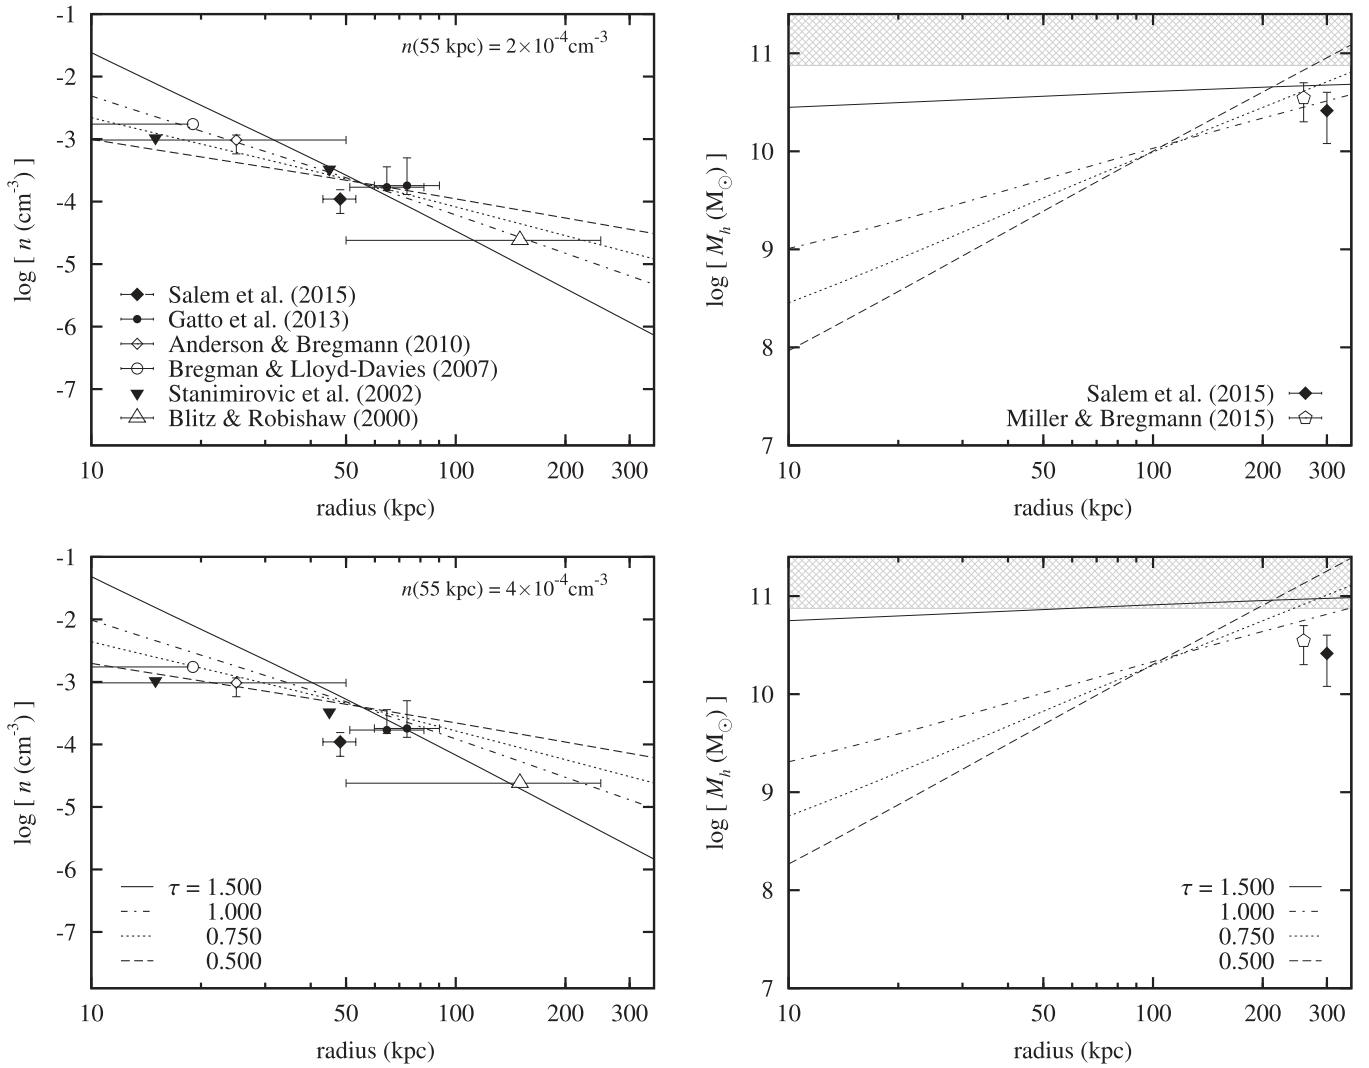 n(55 kpc) = 2×10⁻⁴cm⁻³
log [ n (cm⁻³) ]
-1
-2
-3
-4
-5
-6
-7
Salem et al. (2015)
Gatto et al. (2013)
Anderson & Bregmann (2010)
Bregman & Lloyd-Davies (2007)
Stanimirovic et al. (2002)
Blitz & Robishaw (2000)
10 50 100 200 300
radius (kpc)
log [ M_h (M☉) ]
11
10
9
8
7
Salem et al. (2015)
Miller & Bregmann (2015)
10 50 100 200 300
radius (kpc)
n(55 kpc) = 4×10⁻⁴cm⁻³
log [ n (cm⁻³) ]
-1
-2
-3
-4
-5
-6
-7
τ = 1.500
1.000
0.750
0.500
10 50 100 200 300
radius (kpc)
log [ M_h (M☉) ]
11
10
9
8
7
τ = 1.500
1.000
0.750
0.500
10 50 100 200 300
radius (kpc)